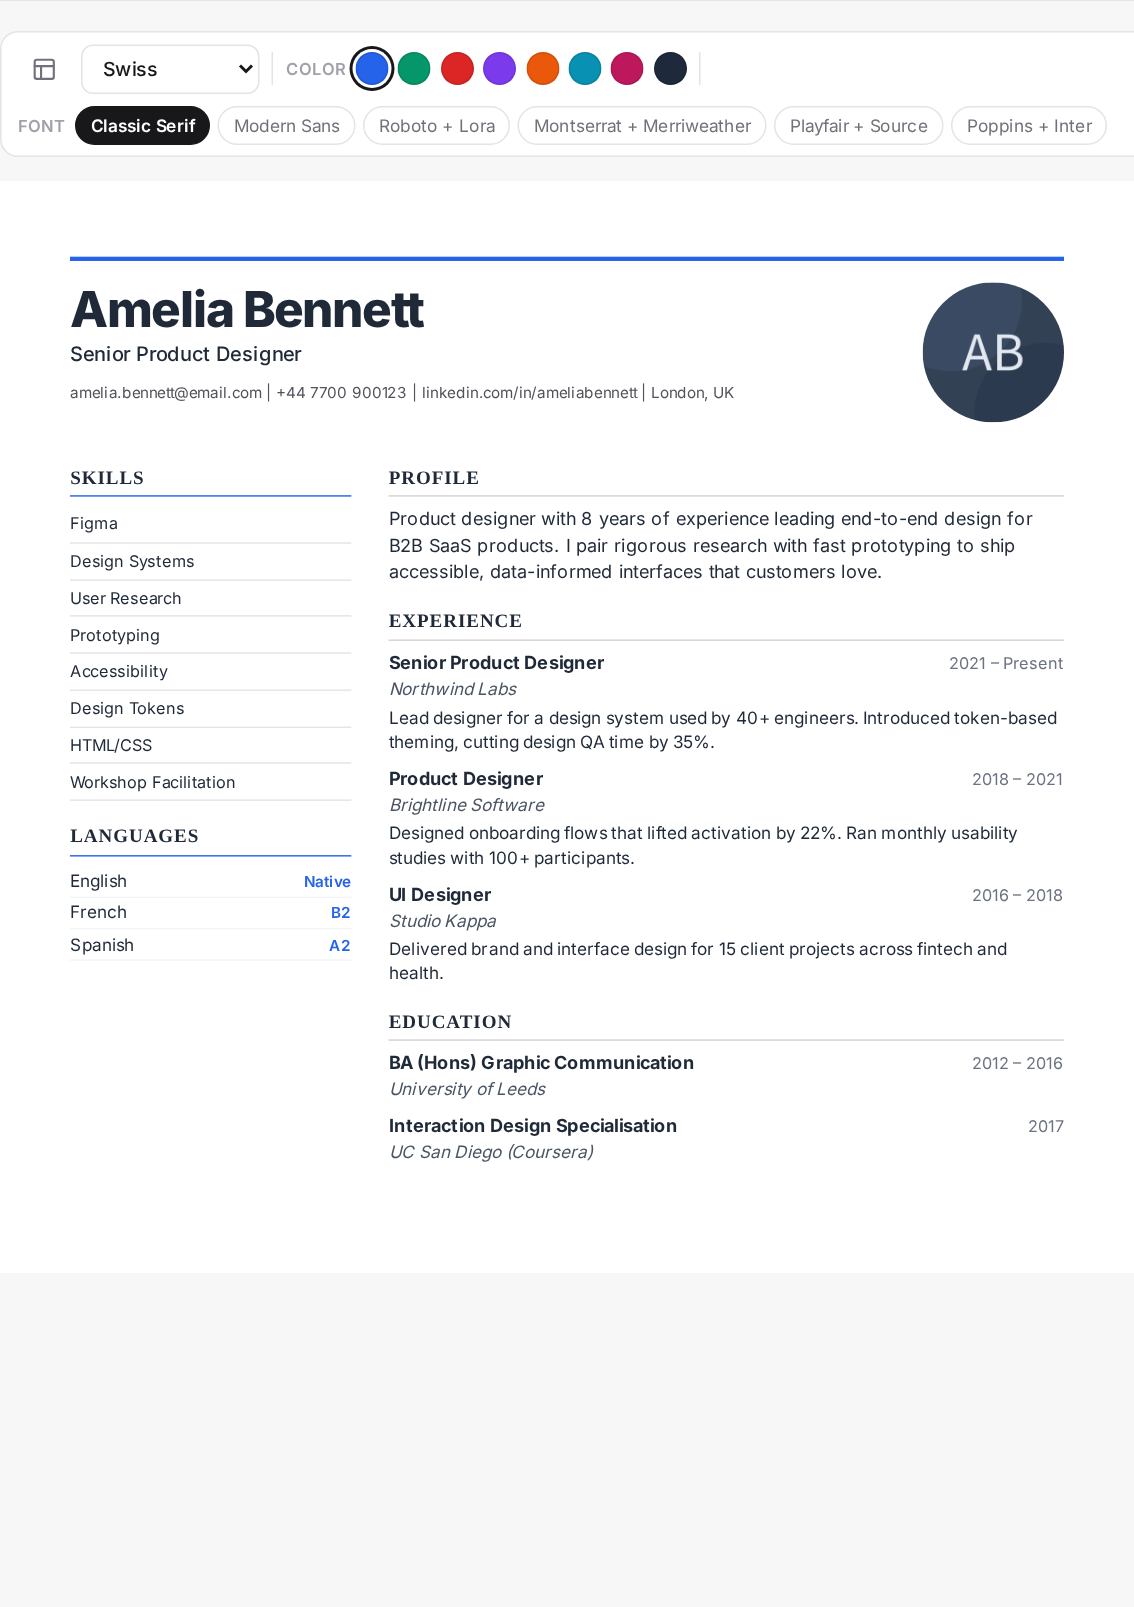 Swiss
COLOR
FONT Classic Serif Modern Sans Roboto + Lora Montserrat + Merriweather Playfair + Source Poppins + Inter
Amelia Bennett
Senior Product Designer
amelia.bennett@email.com | +44 7700 900123 | linkedin.com/in/ameliabennett | London, UK
AB
SKILLS
Figma
Design Systems
User Research
Prototyping
Accessibility
Design Tokens
HTML/CSS
Workshop Facilitation
LANGUAGES
English Native
French B2
Spanish A2
PROFILE
Product designer with 8 years of experience leading end-to-end design for
B2B SaaS products. I pair rigorous research with fast prototyping to ship
accessible, data-informed interfaces that customers love.
EXPERIENCE
Senior Product Designer 2021 – Present
Northwind Labs
Lead designer for a design system used by 40+ engineers. Introduced token-based
theming, cutting design QA time by 35%.
Product Designer 2018 – 2021
Brightline Software
Designed onboarding flows that lifted activation by 22%. Ran monthly usability
studies with 100+ participants.
UI Designer 2016 – 2018
Studio Kappa
Delivered brand and interface design for 15 client projects across fintech and
health.
EDUCATION
BA (Hons) Graphic Communication 2012 – 2016
University of Leeds
Interaction Design Specialisation 2017
UC San Diego (Coursera)